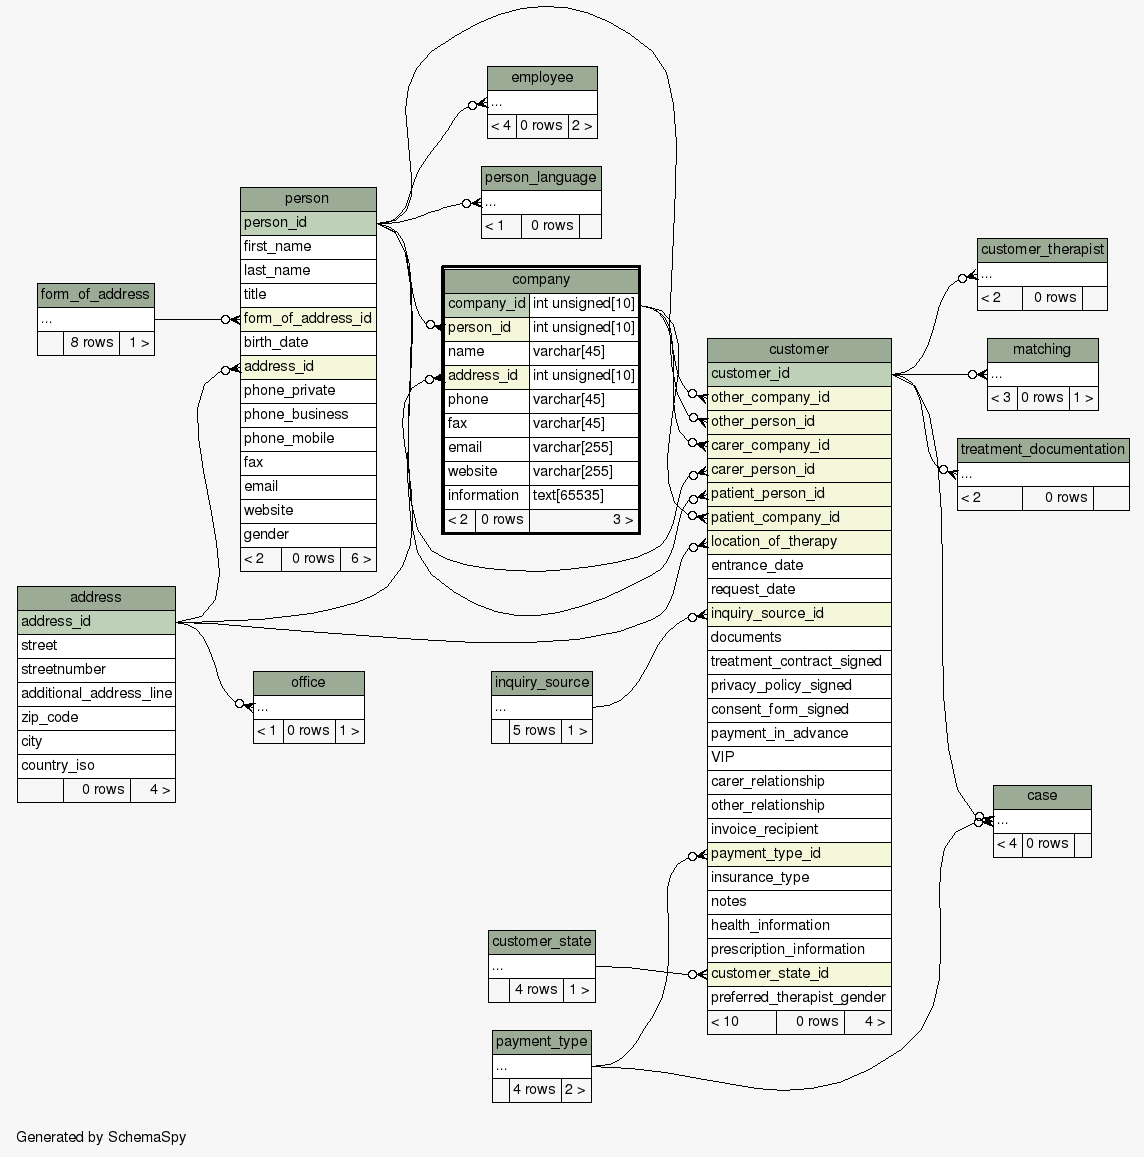 employee
...
< 4 0 rows 2 >
person_language
...
< 1 0 rows
person
person_id
first_name
last_name
title
form_of_address_id
birth_date
address_id
phone_private
phone_business
phone_mobile
fax
email
website
gender
< 2 0 rows 6 >
form_of_address
...
8 rows 1 >
company
company_id int unsigned[10]
person_id int unsigned[10]
name varchar[45]
address_id int unsigned[10]
phone varchar[45]
fax varchar[45]
email varchar[255]
website varchar[255]
information text[65535]
< 2 0 rows 3 >
customer_therapist
...
< 2 0 rows
matching
...
< 3 0 rows 1 >
treatment_documentation
...
< 2 0 rows
customer
customer_id
other_company_id
other_person_id
carer_company_id
carer_person_id
patient_person_id
patient_company_id
location_of_therapy
entrance_date
request_date
inquiry_source_id
documents
treatment_contract_signed
privacy_policy_signed
consent_form_signed
payment_in_advance
VIP
carer_relationship
other_relationship
invoice_recipient
payment_type_id
insurance_type
notes
health_information
prescription_information
customer_state_id
preferred_therapist_gender
< 10 0 rows 4 >
address
address_id
street
streetnumber
additional_address_line
zip_code
city
country_iso
0 rows 4 >
office
...
< 1 0 rows 1 >
inquiry_source
...
5 rows 1 >
case
...
< 4 0 rows
customer_state
...
4 rows 1 >
payment_type
...
4 rows 2 >
Generated by SchemaSpy